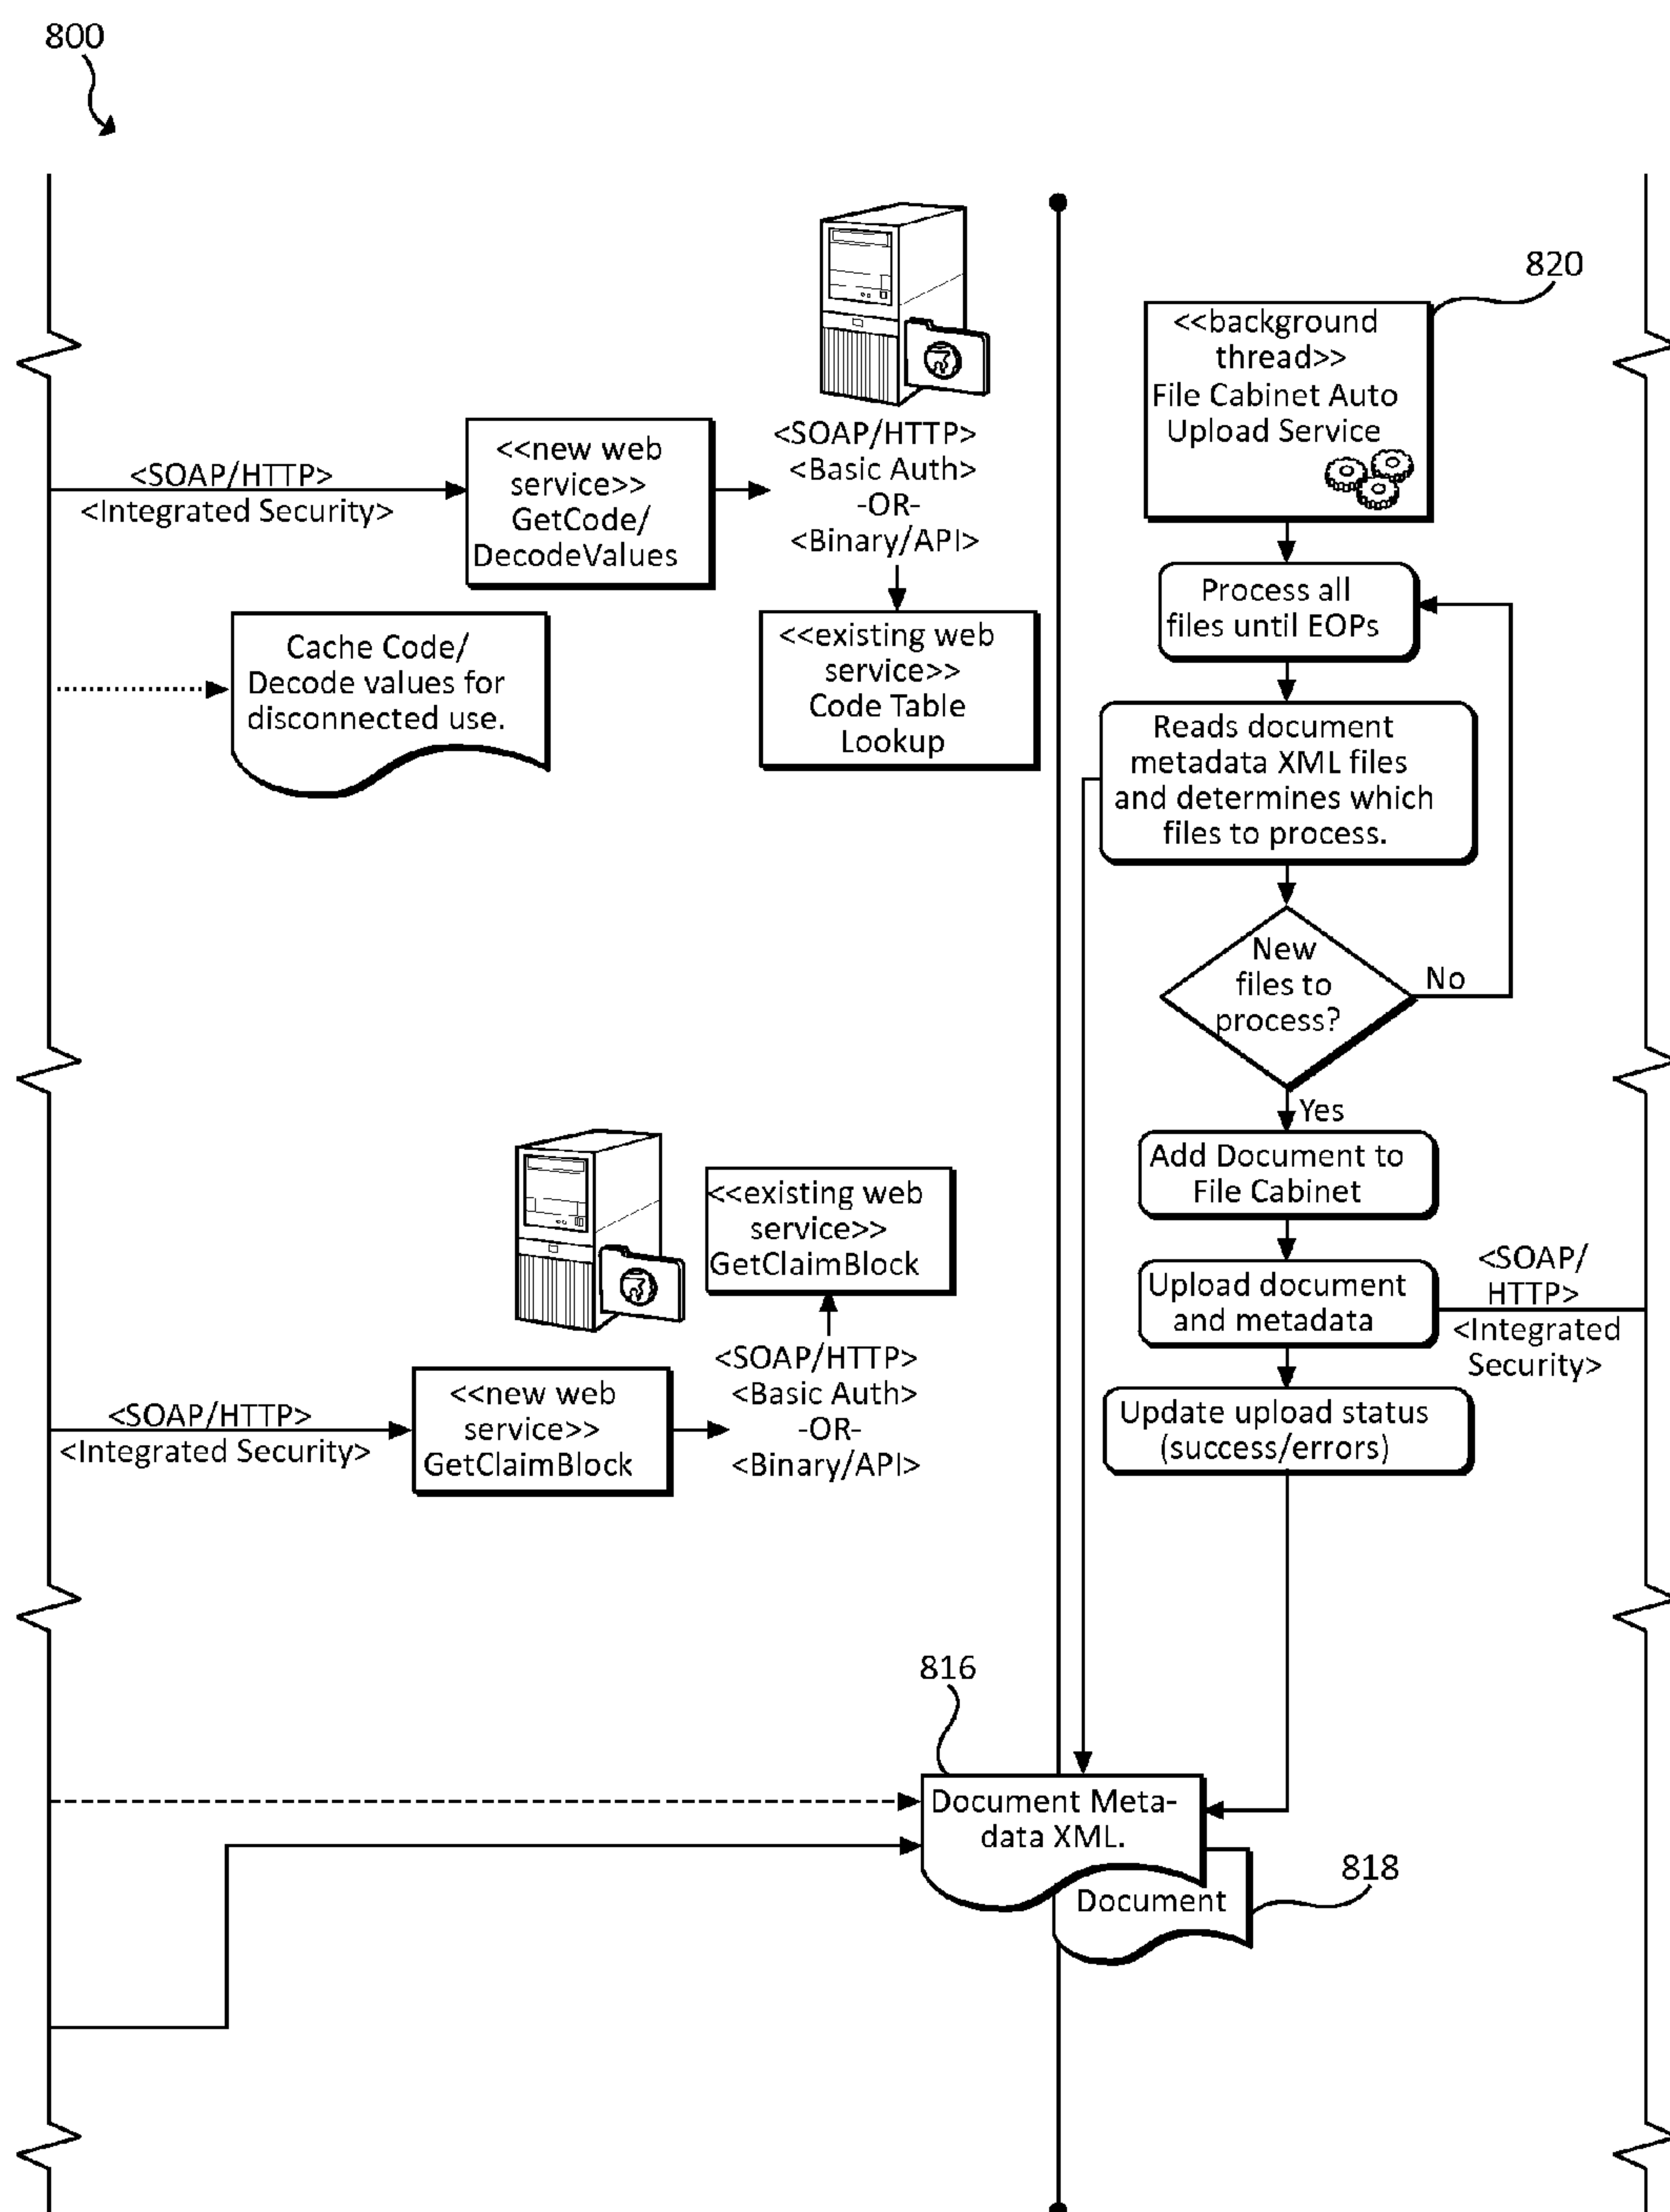 800
820
<<background
thread>>
File Cabinet Auto
Upload Service
<SOAP/HTTP>
<Integrated Security>
<<new web
service>>
GetCode/
DecodeValues
<SOAP/HTTP>
<Basic Auth>
-OR-
<Binary/API>
Cache Code/
Decode values for
disconnected use.
<<existing web
service>>
Code Table
Lookup
Process all
files until EOPs
Reads document
metadata XML files
and determines which
files to process.
New
files to
process?
No
Yes
Add Document to
File Cabinet
Upload document
and metadata
<SOAP/
HTTP>
<Integrated
Security>
Update upload status
(success/errors)
<<existing web
service>>
GetClaimBlock
<SOAP/HTTP>
<Integrated Security>
<<new web
service>>
GetClaimBlock
<SOAP/HTTP>
<Basic Auth>
-OR-
<Binary/API>
816
Document Meta-
data XML.
818
Document